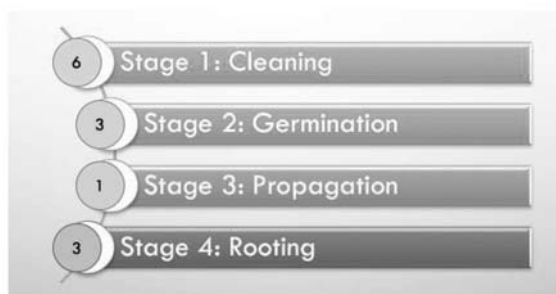 6 Stage 1: Cleaning
3 Stage 2: Germination
1 Stage 3: Propagation
3 Stage 4: Rooting